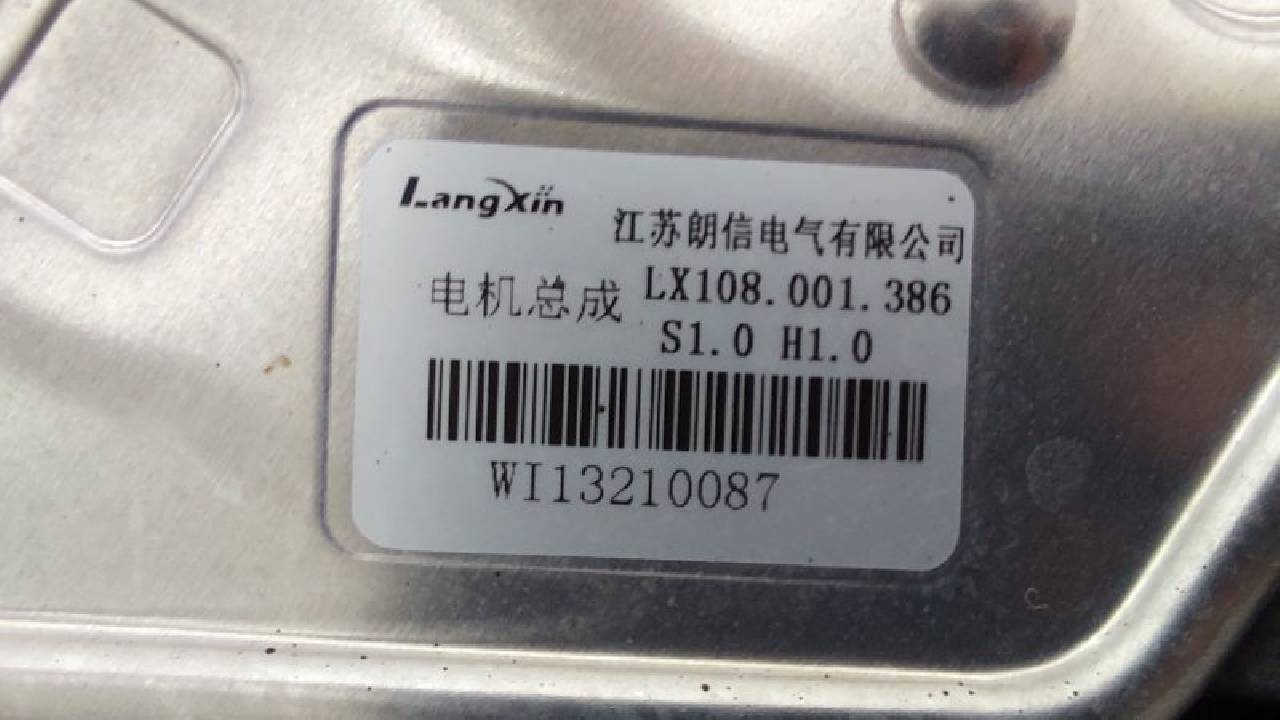 LangXin
江苏朗信电气有限公司
电机总成 LX108.001.386
S1.0 H1.0
WI13210087